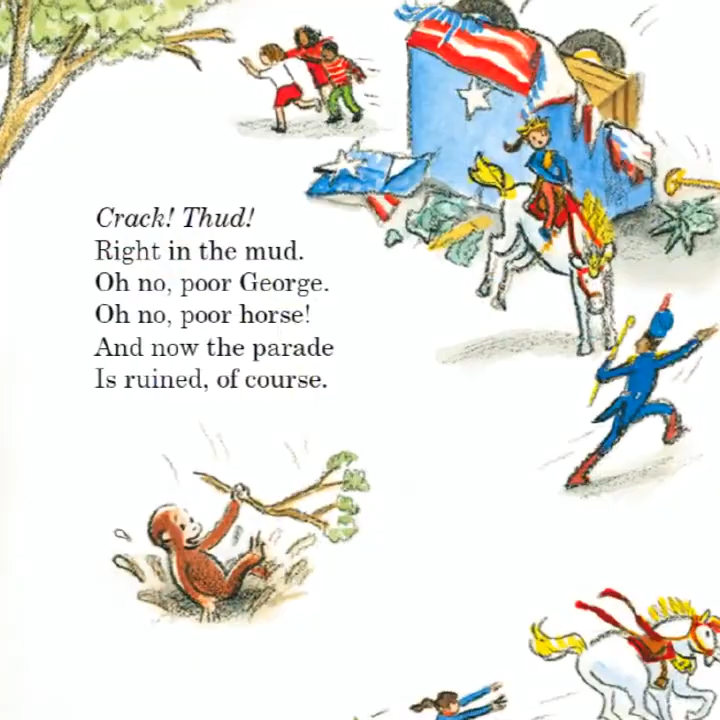 Crack! Thud!
Right in the mud.
Oh no, poor George.
Oh no, poor horse!
And now the parade
Is ruined, of course.